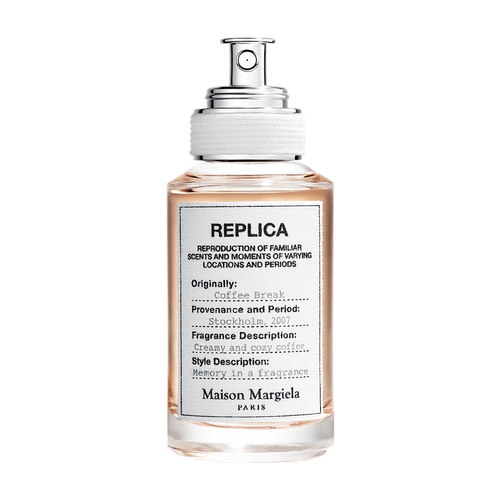 REPLICA
REPRODUCTION OF FAMILIAR
SCENTS AND MOMENTS OF VARYING
LOCATIONS AND PERIODS
Originally:
Coffee Break
Provenance and Period:
Stockholm, 2007
Fragrance Description:
Creamy and cozy coffee
Style Description:
Memory in a fragrance
Maison Margiela
PARIS